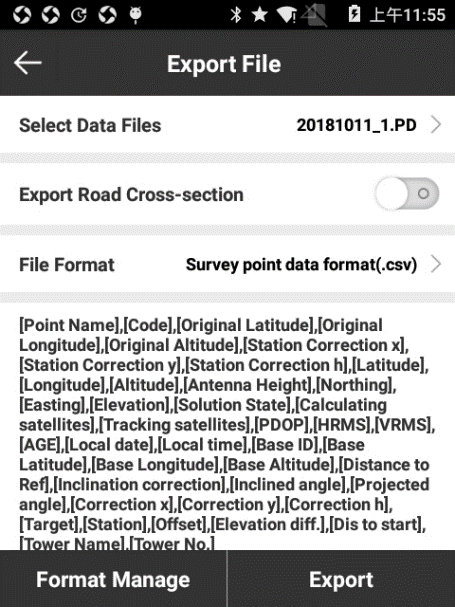 上午11:55
Export File
Select Data Files 20181011_1.PD
Export Road Cross-section
File Format Survey point data format(.csv)
[Point Name],[Code],[Original Latitude],[Original
Longitude],[Original Altitude],[Station Correction x],
[Station Correction y],[Station Correction h],[Latitude],
[Longitude],[Altitude],[Antenna Height],[Northing],
[Easting],[Elevation],[Solution State],[Calculating
satellites],[Tracking satellites],[PDOP],[HRMS],[VRMS],
[AGE],[Local date],[Local time],[Base ID],[Base
Latitude],[Base Longitude],[Base Altitude],[Distance to
Ref],[Inclination correction],[Inclined angle],[Projected
angle],[Correction x],[Correction y],[Correction h],
[Target],[Station],[Offset],[Elevation diff.],[Dis to start],
[Tower Name],[Tower No.]
Format Manage Export